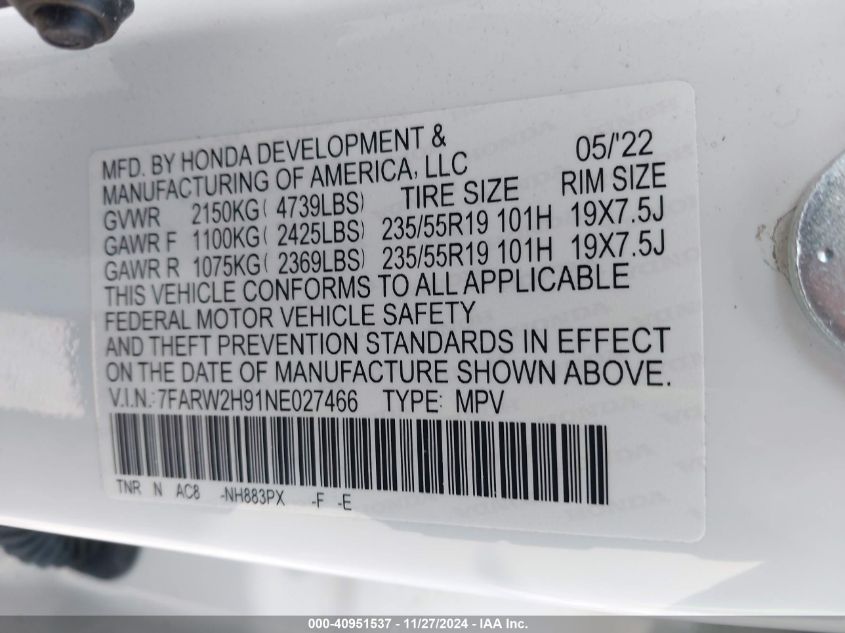 MFD. BY HONDA DEVELOPMENT & 05/'22
MANUFACTURING OF AMERICA, LLC
TIRE SIZE RIM SIZE
GVWR 2150KG( 4739LBS)
GAWR F 1100KG( 2425LBS) 235/55R19 101H 19X7.5J
GAWR R 1075KG( 2369LBS) 235/55R19 101H 19X7.5J
THIS VEHICLE CONFORMS TO ALL APPLICABLE
FEDERAL MOTOR VEHICLE SAFETY
AND THEFT PREVENTION STANDARDS IN EFFECT
ON THE DATE OF MANUFACTURE SHOWN ABOVE.
V.I.N.:7FARW2H91NE027466 TYPE: MPV
TNR N AC8 -NH883PX -F -E
000-40951537 - 11/27/2024 - IAA Inc.